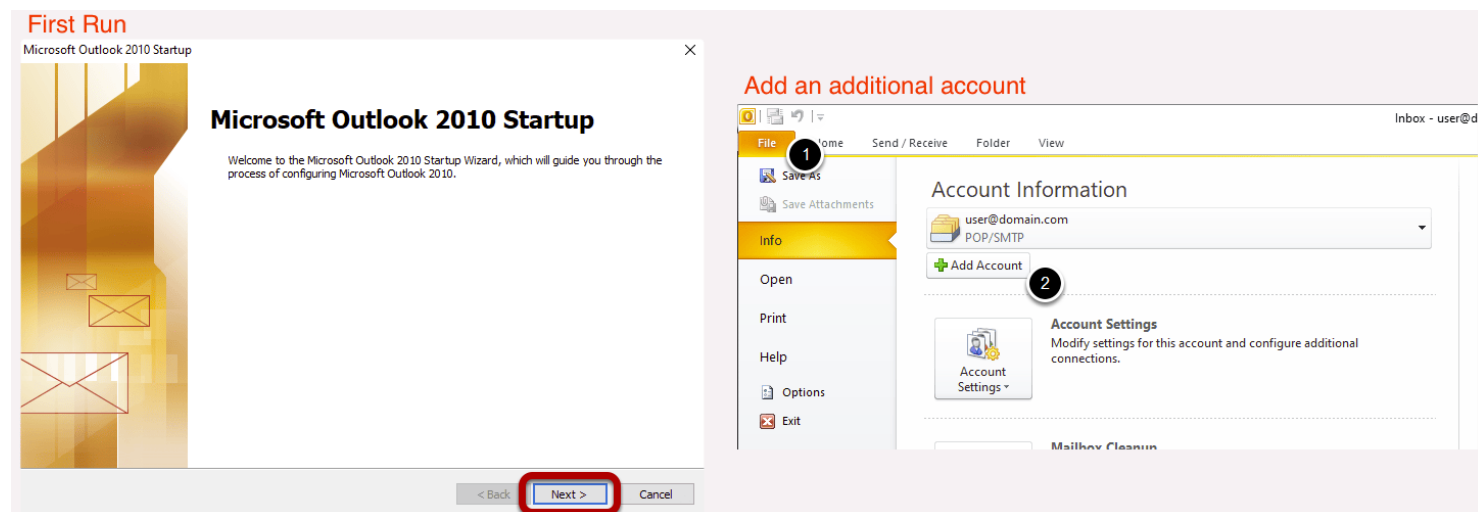 First Run
Microsoft Outlook 2010 Startup
Microsoft Outlook 2010 Startup
Welcome to the Microsoft Outlook 2010 Startup Wizard, which will guide you through the
process of configuring Microsoft Outlook 2010.
< Back
Next >
Cancel
Add an additional account
Inbox - user@d
File
1
Home
Send / Receive
Folder
View
Save As
Save Attachments
Info
Open
Print
Help
Options
Exit
Account Information
user@domain.com
POP/SMTP
Add Account
2
Account
Settings
Account Settings
Modify settings for this account and configure additional
connections.
Mailbox Cleanup